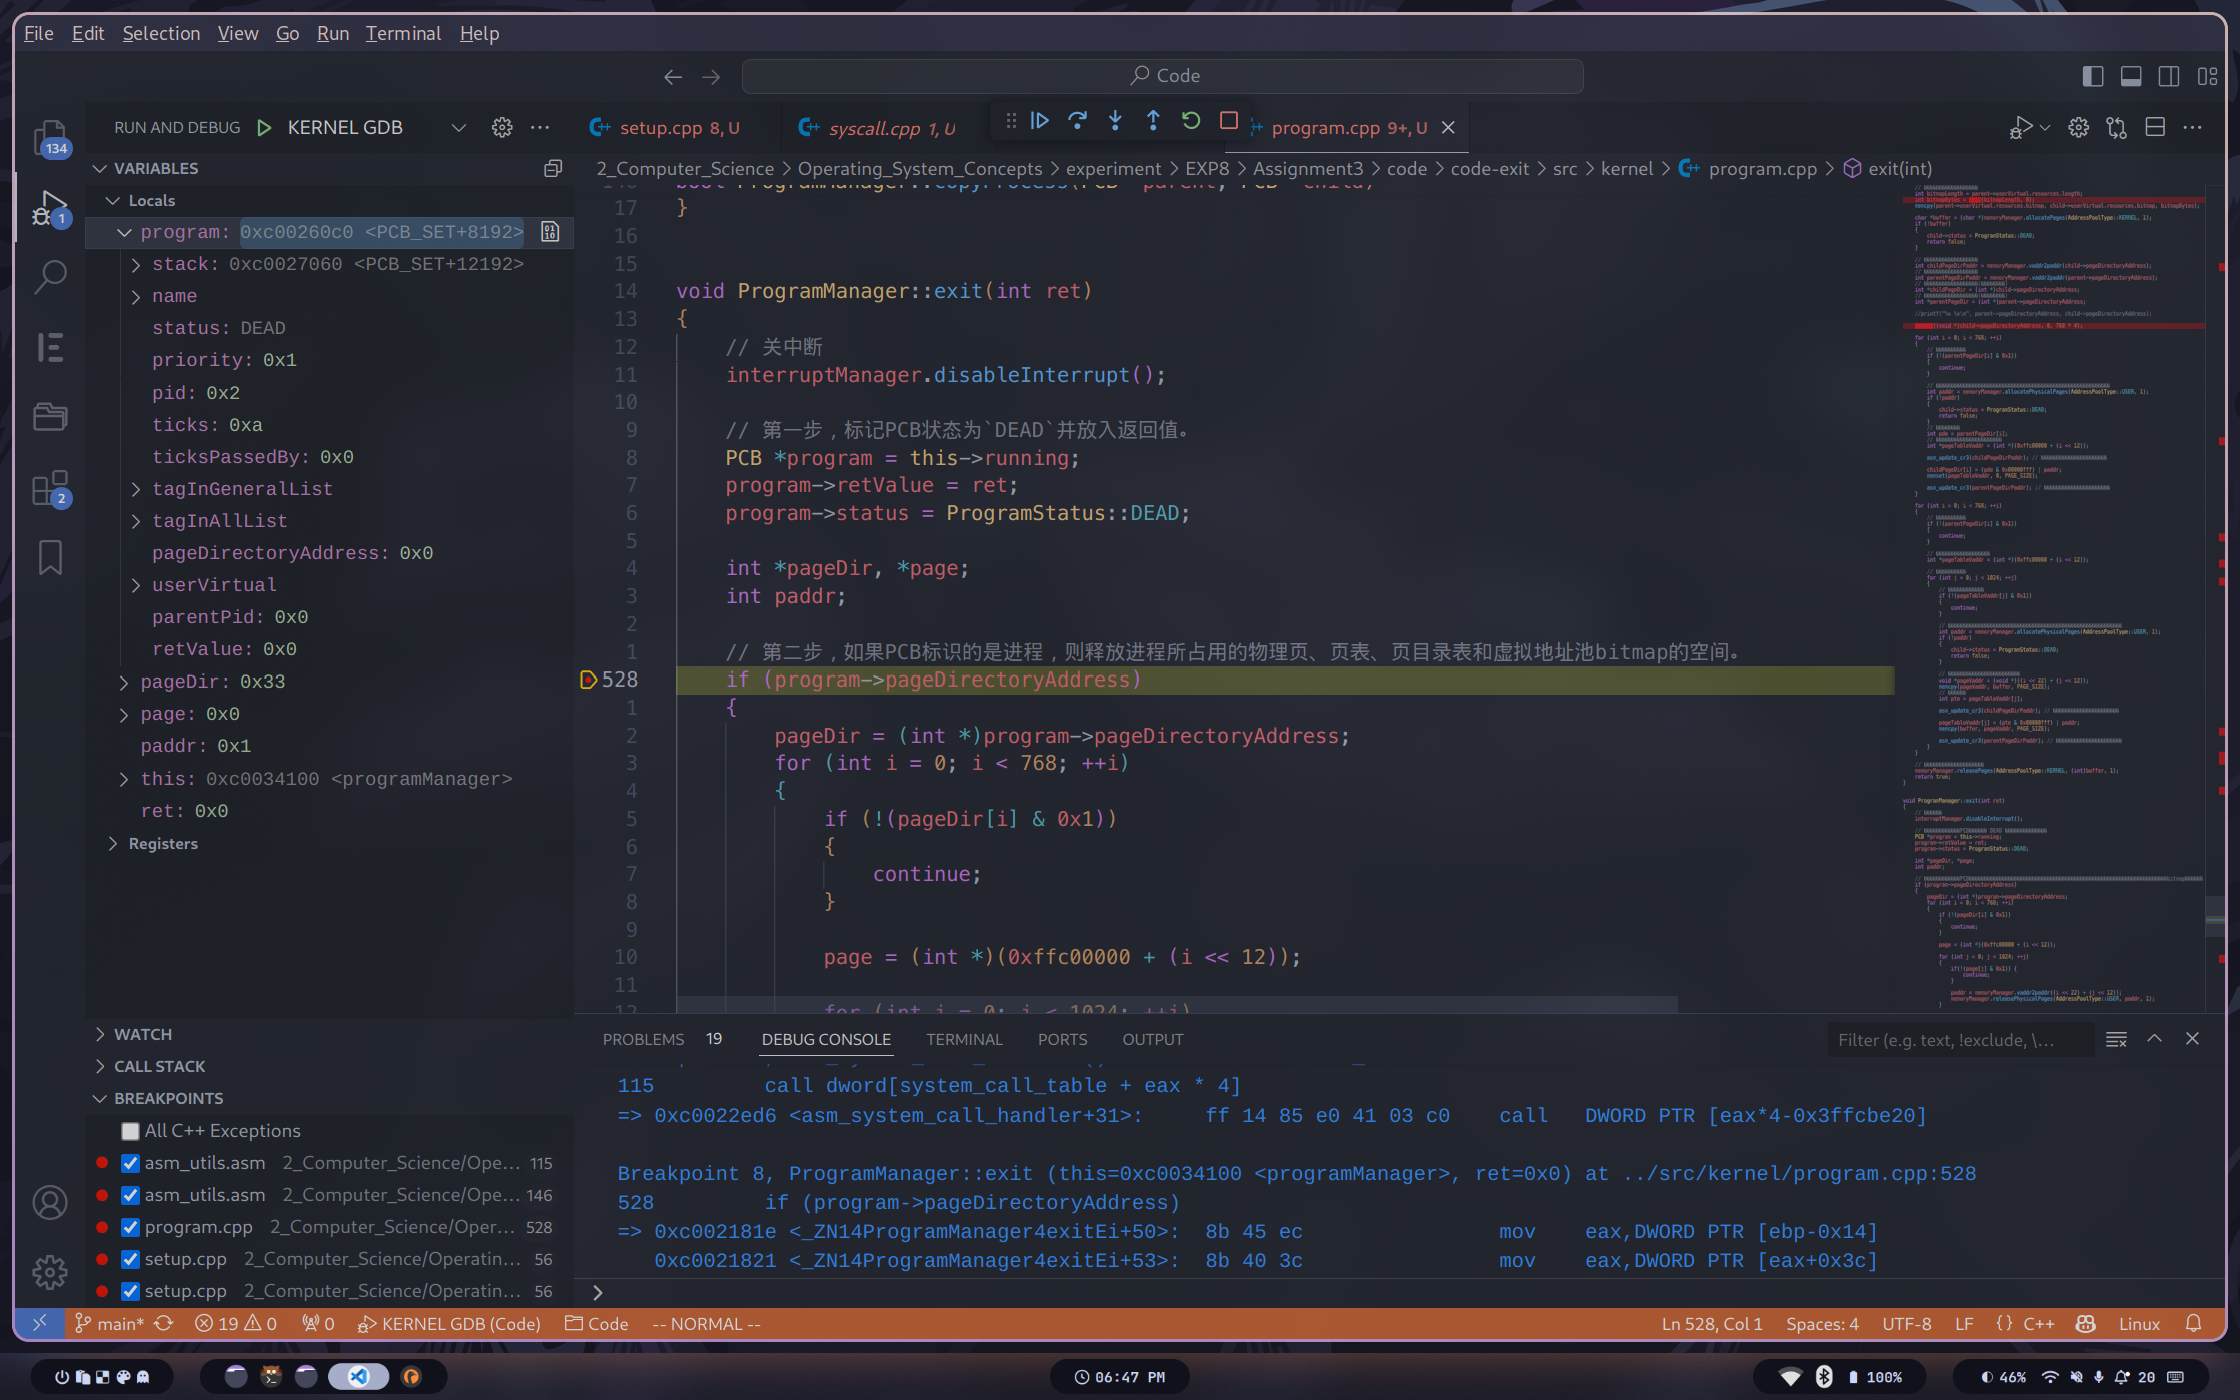 File Edit Selection View Go Run Terminal Help
Code
RUN AND DEBUG KERNEL GDB
setup.cpp 8, U
syscall.cpp 1, U
program.cpp 9+, U
2_Computer_Science > Operating_System_Concepts > experiment > EXP8 > Assignment3 > code > code-exit > src > kernel > program.cpp > exit(int)
134
1
2
VARIABLES
Locals
program: 0xc00260c0 <PCB_SET+8192>
stack: 0xc0027060 <PCB_SET+12192>
name
status: DEAD
priority: 0x1
pid: 0x2
ticks: 0xa
ticksPassedBy: 0x0
tagInGeneralList
tagInAllList
pageDirectoryAddress: 0x0
userVirtual
parentPid: 0x0
retValue: 0x0
pageDir: 0x33
page: 0x0
paddr: 0x1
this: 0xc0034100 <programManager>
ret: 0x0
Registers
WATCH
CALL STACK
BREAKPOINTS
All C++ Exceptions
asm_utils.asm 2_Computer_Science/Ope... 115
asm_utils.asm 2_Computer_Science/Ope... 146
program.cpp 2_Computer_Science/Oper... 528
setup.cpp 2_Computer_Science/Operatin... 56
setup.cpp 2_Computer_Science/Operatin... 56
17 }
16
15
14 void ProgramManager::exit(int ret)
13 {
12 // 关中断
11 interruptManager.disableInterrupt();
10
9 // 第一步，标记PCB状态为`DEAD`并放入返回值。
8 PCB *program = this->running;
7 program->retValue = ret;
6 program->status = ProgramStatus::DEAD;
5
4 int *pageDir, *page;
3 int paddr;
2
1 // 第二步，如果PCB标识的是进程，则释放进程所占用的物理页、页表、页目录表和虚拟地址池bitmap的空间。
528 if (program->pageDirectoryAddress)
1 {
2 pageDir = (int *)program->pageDirectoryAddress;
3 for (int i = 0; i < 768; ++i)
4 {
5 if (!(pageDir[i] & 0x1))
6 {
7 continue;
8 }
9
10 page = (int *)(0xffc00000 + (i << 12));
11
PROBLEMS 19 DEBUG CONSOLE TERMINAL PORTS OUTPUT
Filter (e.g. text, !exclude, \...
115 call dword[system_call_table + eax * 4]
=> 0xc0022ed6 <asm_system_call_handler+31>: ff 14 85 e0 41 03 c0 call DWORD PTR [eax*4-0x3ffcbe20]
Breakpoint 8, ProgramManager::exit (this=0xc0034100 <programManager>, ret=0x0) at ../src/kernel/program.cpp:528
528 if (program->pageDirectoryAddress)
=> 0xc002181e <_ZN14ProgramManager4exitEi+50>: 8b 45 ec mov eax,DWORD PTR [ebp-0x14]
0xc0021821 <_ZN14ProgramManager4exitEi+53>: 8b 40 3c mov eax,DWORD PTR [eax+0x3c]
main* 19 0 0 KERNEL GDB (Code) Code -- NORMAL -- Ln 528, Col 1 Spaces: 4 UTF-8 LF {} C++ Linux
06:47 PM 100% 46% 20